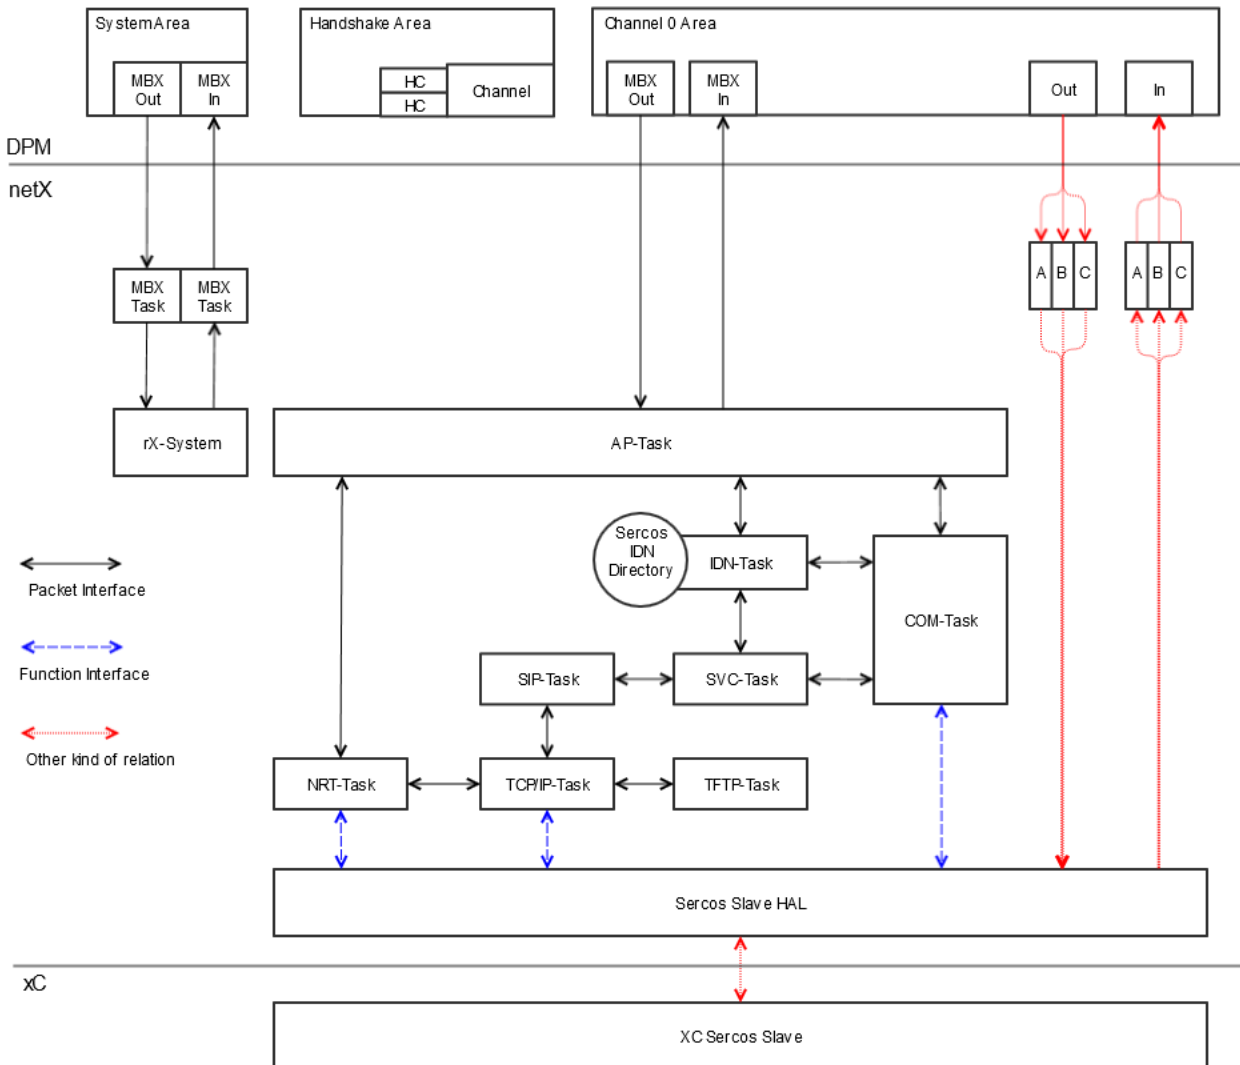 System Area
Handshake Area
Channel 0 Area
MBX
Out
MBX
In
HC
HC
Channel
MBX
Out
MBX
In
Out
In
DPM
netX
A
B
C
A
B
C
MBX
Task
MBX
Task
rX-System
AP-Task
Sercos
IDN
Directory
IDN-Task
COM-Task
Packet Interface
Function Interface
Other kind of relation
SIP-Task
SVC-Task
NRT-Task
TCP/IP-Task
TFTP-Task
Sercos Slave HAL
xC
XC Sercos Slave